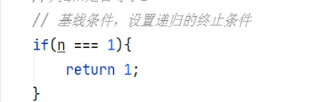 // 基线条件，设置递归的终止条件
if(n === 1){
    return 1;
}